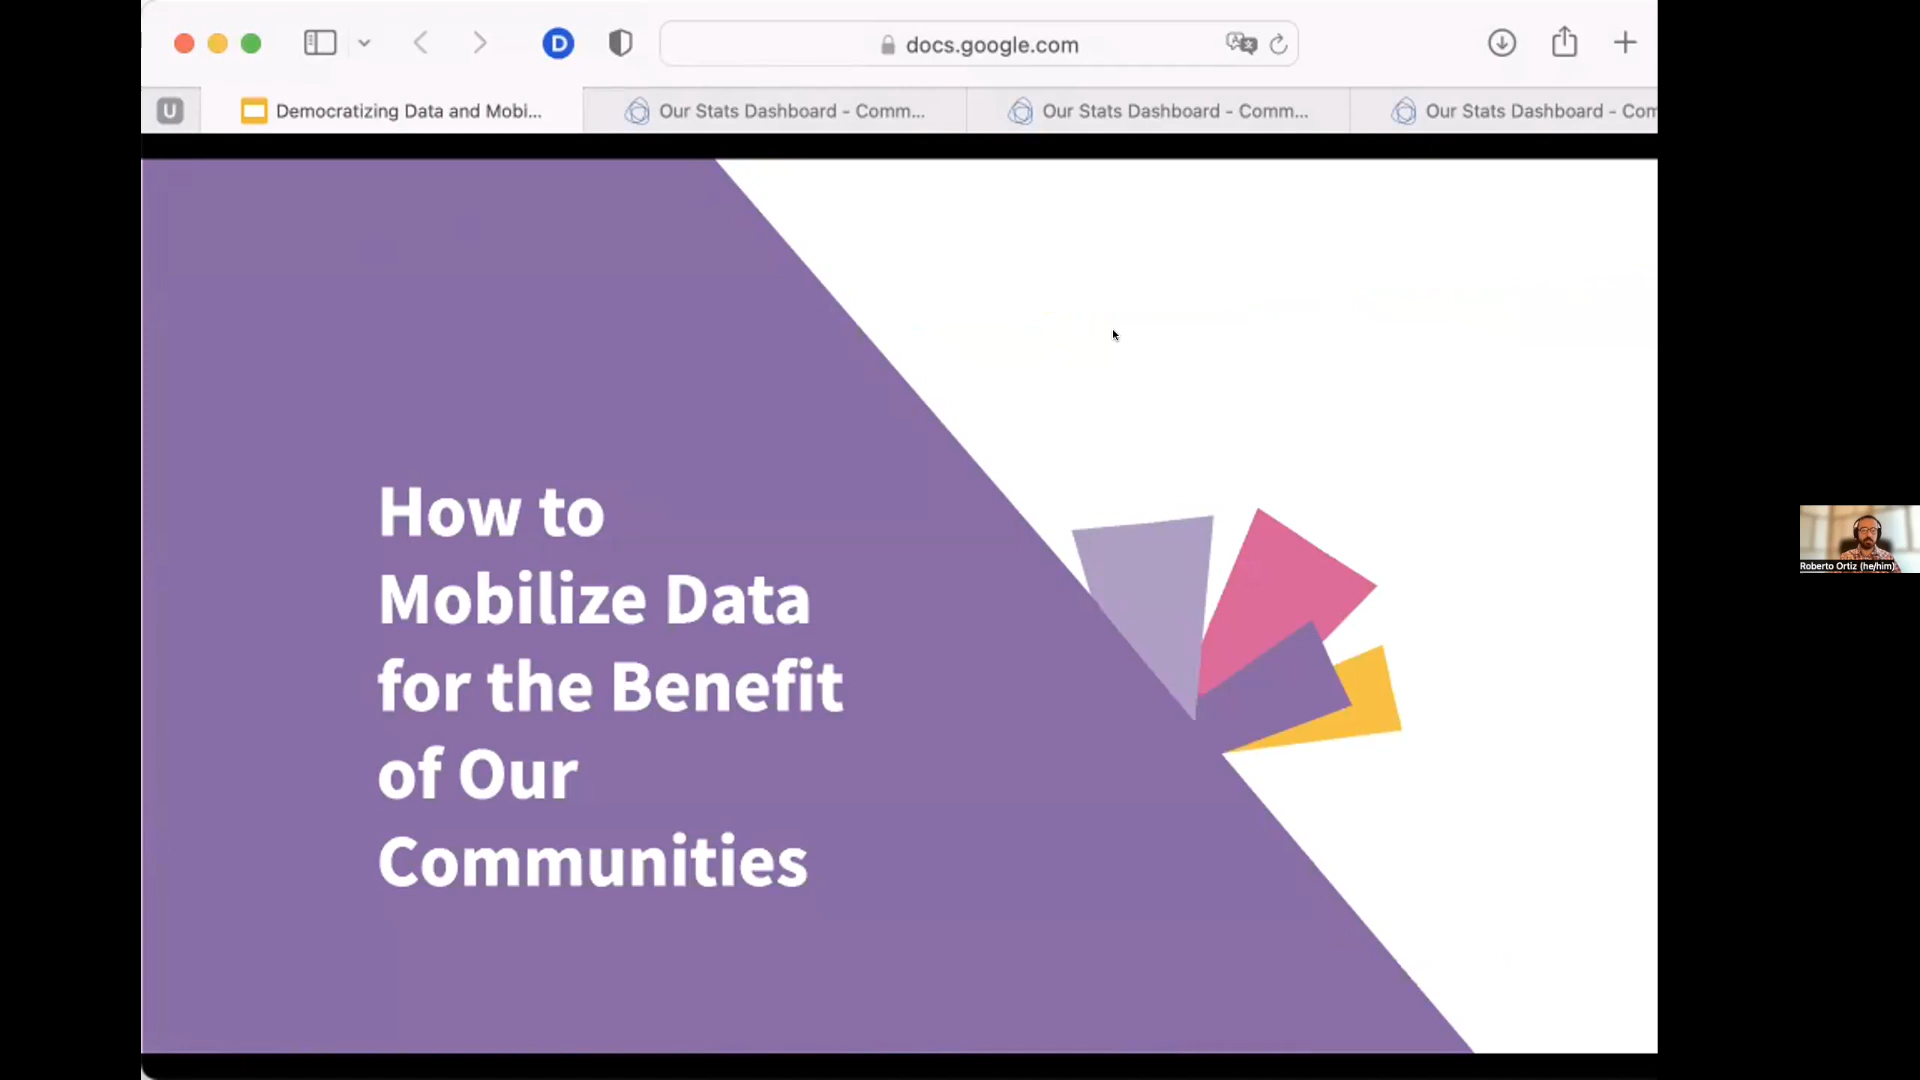 D
docs.google.com
U
Democratizing Data and Mobi...
Our Stats Dashboard - Comm...
Our Stats Dashboard - Comm...
Our Stats Dashboard - Com
How to
Mobilize Data
for the Benefit
of Our
Communities
Roberto Ortiz (he/him)